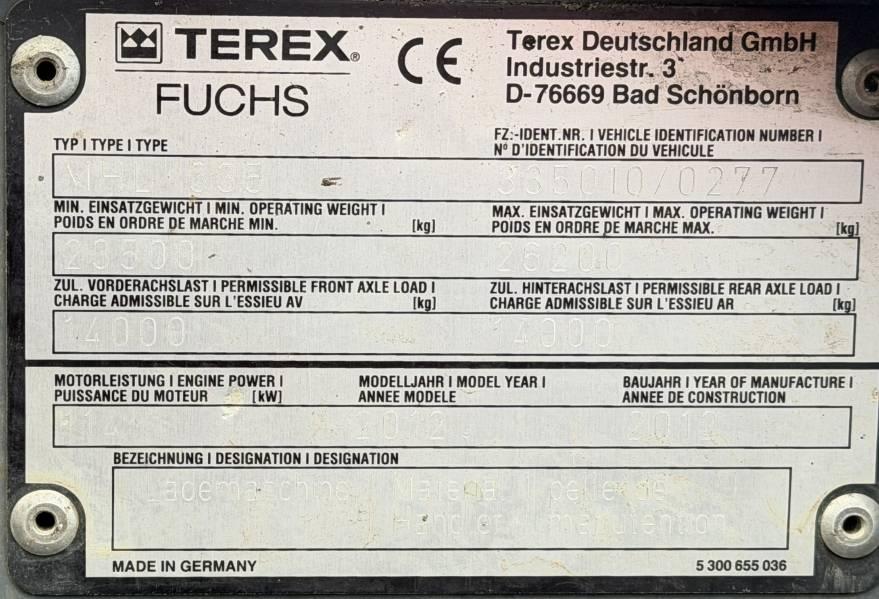 TEREX®
FUCHS
CE
Terex Deutschland GmbH
Industriestr. 3
D-76669 Bad Schönborn
TYP I TYPE I TYPE
FZ.-IDENT.NR. I VEHICLE IDENTIFICATION NUMBER I
N° D'IDENTIFICATION DU VEHICULE
MHL 335
335010/0277
MIN. EINSATZGEWICHT I MIN. OPERATING WEIGHT I
POIDS EN ORDRE DE MARCHE MIN. [kg]
MAX. EINSATZGEWICHT I MAX. OPERATING WEIGHT I
POIDS EN ORDRE DE MARCHE MAX. [kg]
23500
26200
ZUL. VORDERACHSLAST I PERMISSIBLE FRONT AXLE LOAD I
CHARGE ADMISSIBLE SUR L'ESSIEU AV [kg]
ZUL. HINTERACHSLAST I PERMISSIBLE REAR AXLE LOAD I
CHARGE ADMISSIBLE SUR L'ESSIEU AR [kg]
14000
14000
MOTORLEISTUNG I ENGINE POWER I
PUISSANCE DU MOTEUR [kW]
MODELLJAHR I MODEL YEAR I
ANNEE MODELE
BAUJAHR I YEAR OF MANUFACTURE I
ANNEE DE CONSTRUCTION
2012
2012
BEZEICHNUNG I DESIGNATION I DESIGNATION
Lademaschine Material
Handler manutention
MADE IN GERMANY
5 300 655 036